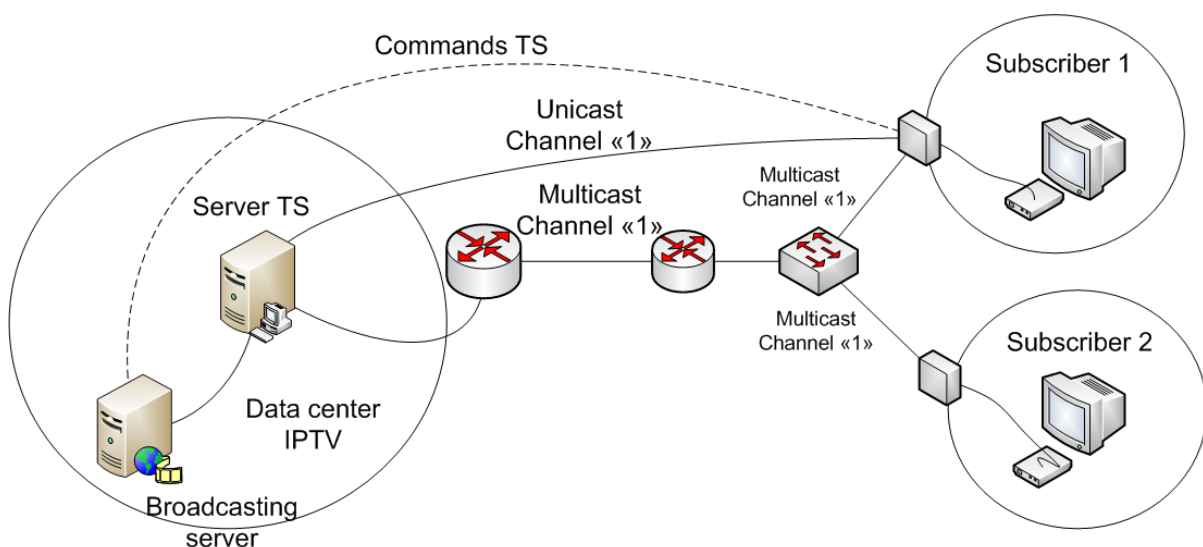 Commands TS
Subscriber 1
Unicast
Channel «1»
Multicast
Channel «1»
Server TS
Multicast
Channel «1»
Multicast
Channel «1»
Subscriber 2
Data center
IPTV
Broadcasting
server